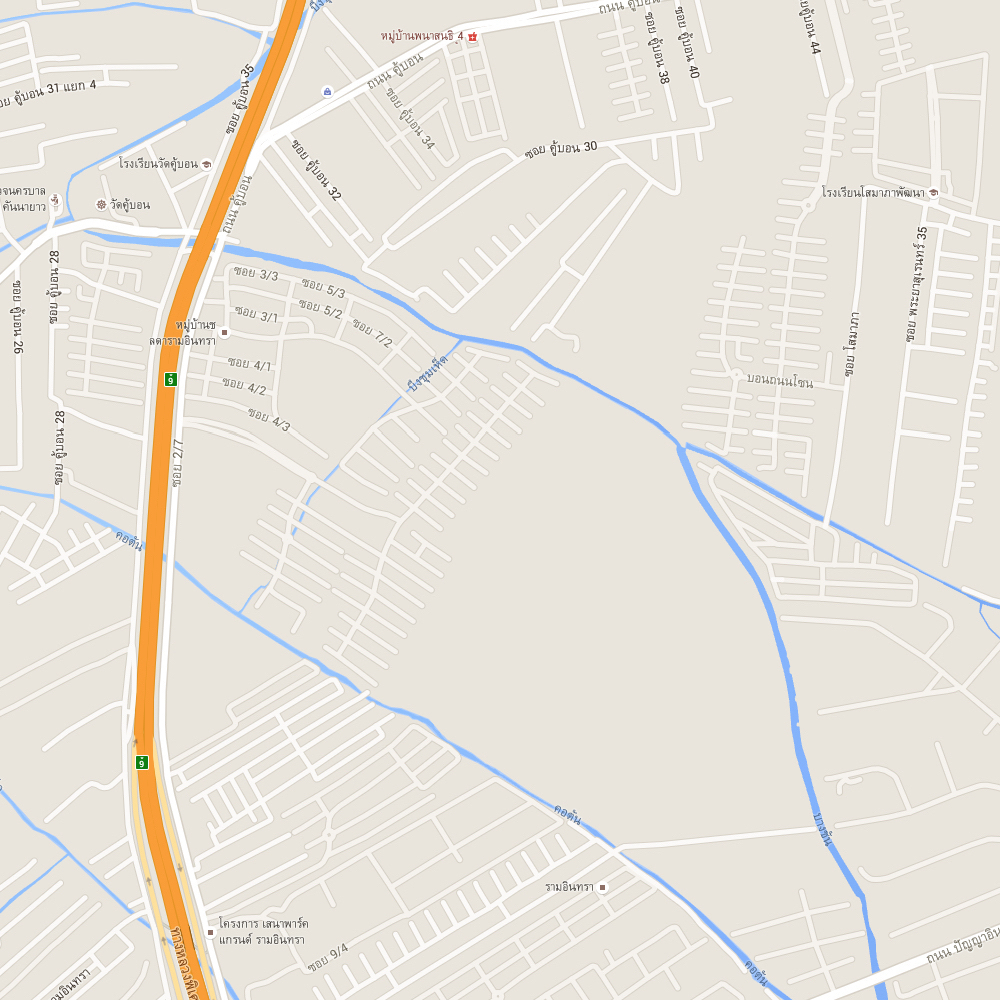 ถนน คู้บอน
หมู่บ้านพนาสนธิ์ 4
ถนน คู้บอน
ซอย คู้บอน 38
ซอย คู้บอน 40
คู้บอน 44
ซอย คู้บอน 35
คู้บอน 31 แยก 4
ซอย คู้บอน 34
ซอย คู้บอน 30
ซอย คู้บอน 32
โรงเรียนวัดคู้บอน
วัดคู้บอน
คันนายาว
โรงเรียนโสมาภาพัฒนา
ถนน คู้บอน
ซอย คู้บอน 28
ซอย คู้บอน 26
ซอย 3/3
ซอย 5/3
ซอย 3/1
ซอย 5/2
ซอย 7/2
หมู่บ้านช
ลดารามอินทรา
ซอย 4/1
ซอย 4/2
ซอย 4/3
บึงขุมเห็ด
ซอย พระยาสุเรนทร์ 35
ซอย โสมาภา
บอนถนนโซน
9
ซอย คู้บอน 28
ซอย 2/7
คอตัน
9
คอตัน
บางชัน
รามอินทรา
โครงการ เสนาพาร์ค
แกรนด์ รามอินทรา
ซอย 9/4
คอตัน